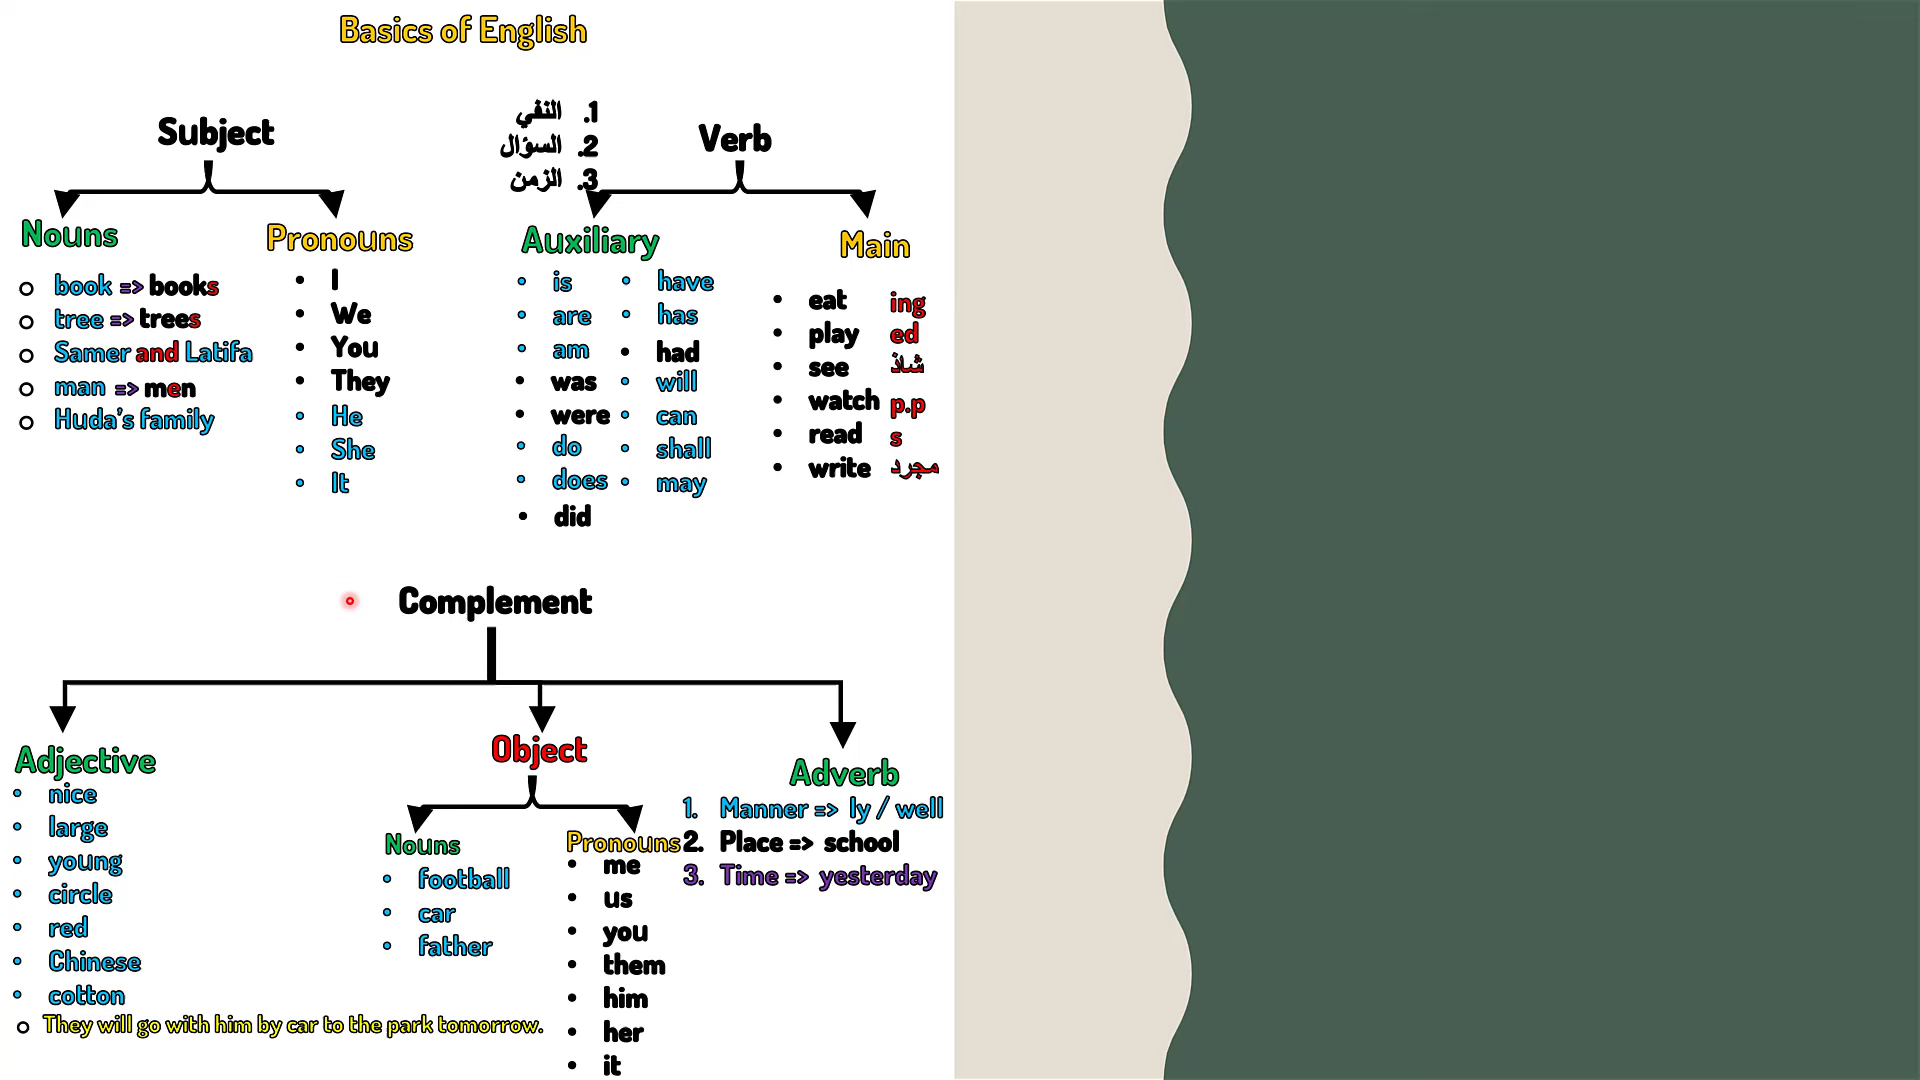 Basics of English
Subject
Nouns
book => books
tree => trees
Samer and Latifa
man => men
Huda's family
Pronouns
I
We
You
They
He
She
It
1. النفي
2. السؤال
3. الزمن
Verb
Auxiliary
is
are
am
was
were
do
does
did
have
has
had
will
can
shall
may
Main
eat
play
see
watch
read
write
ing
ed
شاذ
p.p
s
مجرد
Complement
Adjective
nice
large
young
circle
red
Chinese
cotton
Object
Nouns
football
car
father
Pronouns
me
us
you
them
him
her
it
Adverb
1. Manner => ly / well
2. Place => school
3. Time => yesterday
They will go with him by car to the park tomorrow.